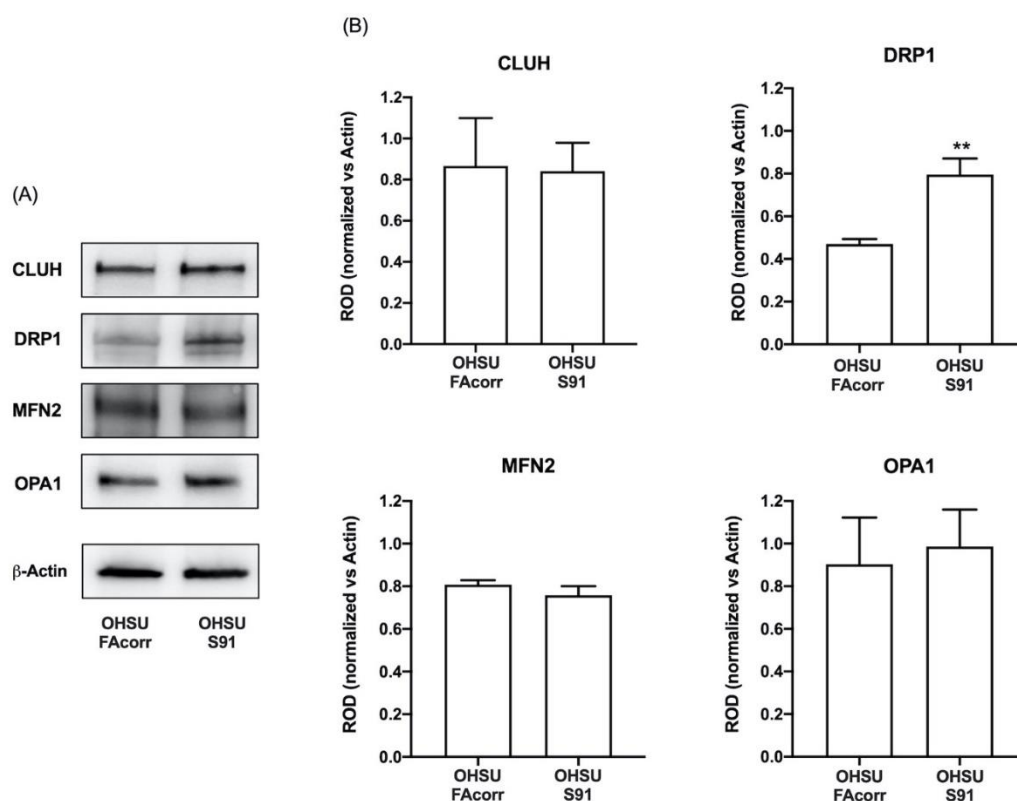 (A)
CLUH
DRP1
MFN2
OPA1
β-Actin
OHSU
FAcorr
OHSU
S91
(B)
CLUH
ROD (normalized vs Actin)
1.2
1.0
0.8
0.6
0.4
0.2
0.0
OHSU
FAcorr
OHSU
S91
DRP1
ROD (normalized vs Actin)
1.2
1.0
0.8
0.6
0.4
0.2
0.0
**
OHSU
FAcorr
OHSU
S91
MFN2
ROD (normalized vs Actin)
1.2
1.0
0.8
0.6
0.4
0.2
0.0
OHSU
FAcorr
OHSU
S91
OPA1
ROD (normalized vs Actin)
1.2
1.0
0.8
0.6
0.4
0.2
0.0
OHSU
FAcorr
OHSU
S91